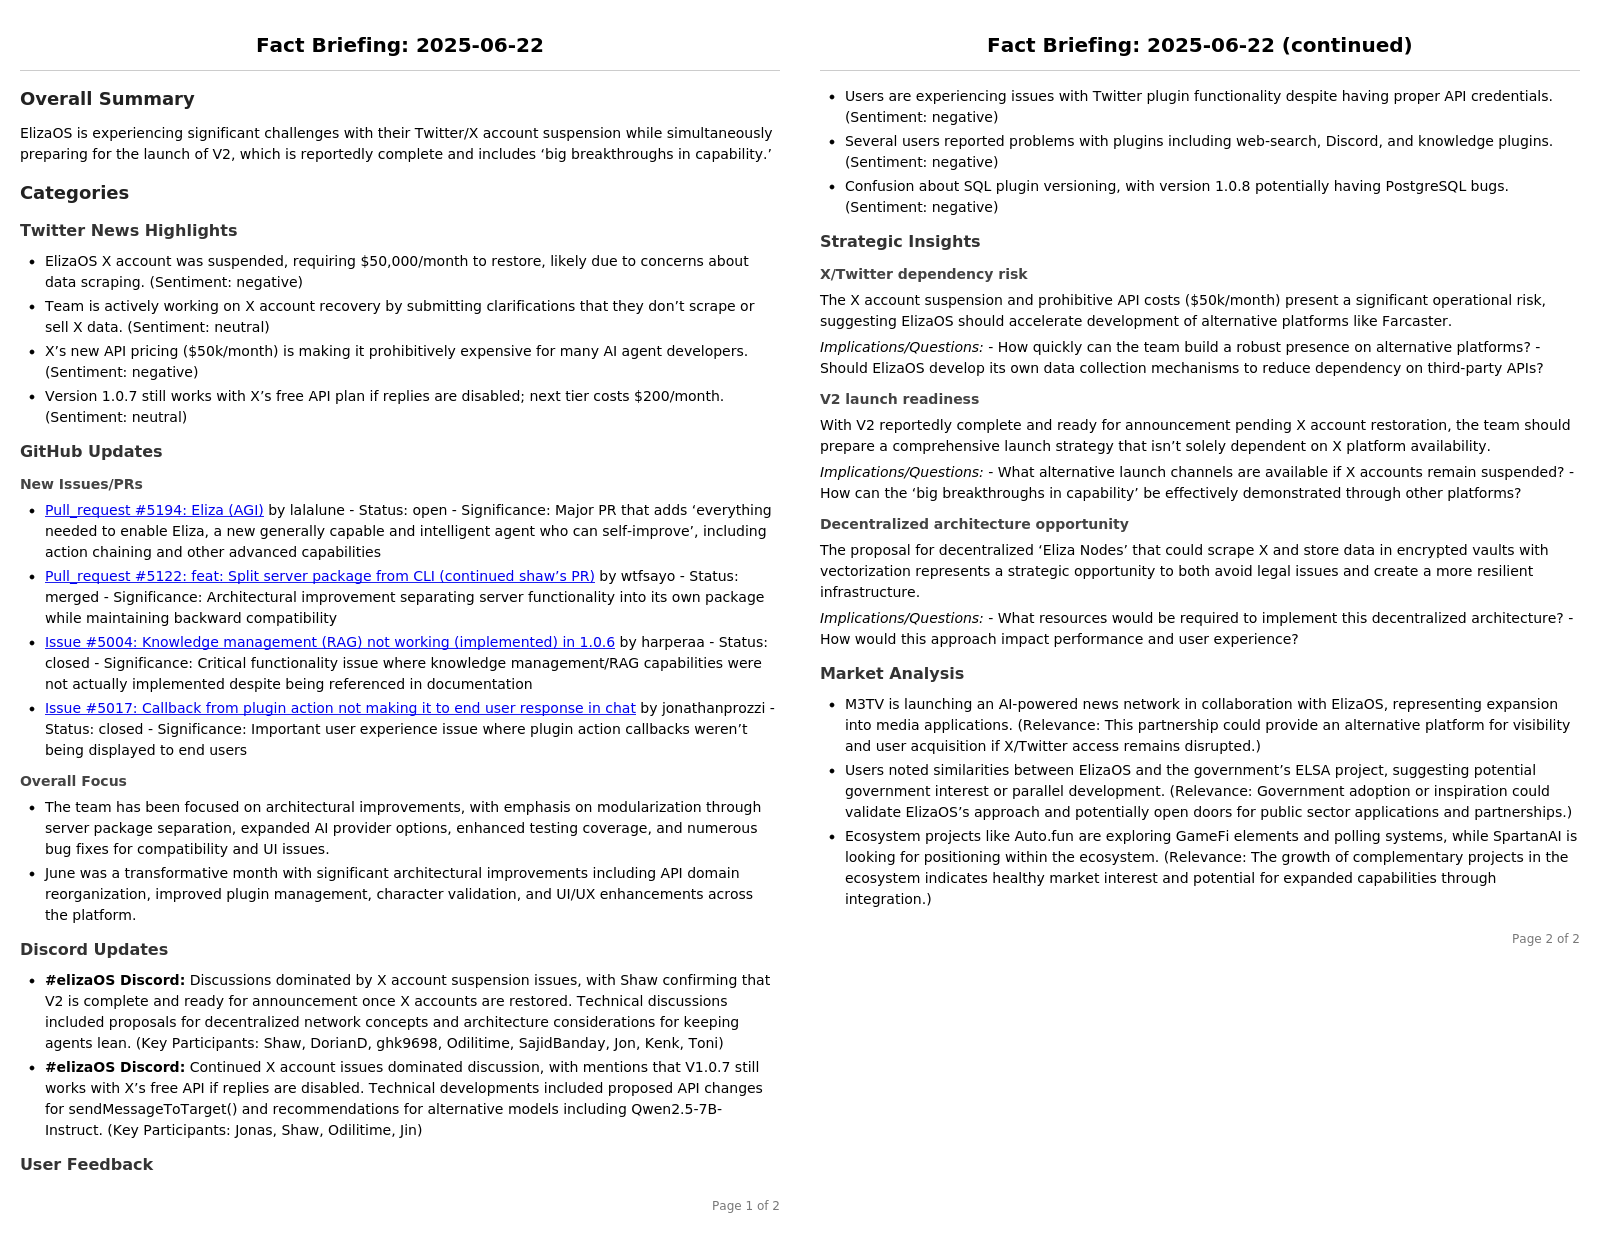 Fact Briefing: 2025-06-22
Overall Summary
ElizaOS is experiencing significant challenges with their Twitter/X account suspension while simultaneously
preparing for the launch of V2, which is reportedly complete and includes ‘big breakthroughs in capability.’
Categories
Twitter News Highlights
• ElizaOS X account was suspended, requiring $50,000/month to restore, likely due to concerns about
data scraping. (Sentiment: negative)
• Team is actively working on X account recovery by submitting clarifications that they don’t scrape or
sell X data. (Sentiment: neutral)
• X’s new API pricing ($50k/month) is making it prohibitively expensive for many AI agent developers.
(Sentiment: negative)
• Version 1.0.7 still works with X’s free API plan if replies are disabled; next tier costs $200/month.
(Sentiment: neutral)
GitHub Updates
New Issues/PRs
• Pull_request #5194: Eliza (AGI) by lalalune - Status: open - Significance: Major PR that adds ‘everything
needed to enable Eliza, a new generally capable and intelligent agent who can self-improve’, including
action chaining and other advanced capabilities
• Pull_request #5122: feat: Split server package from CLI (continued shaw’s PR) by wtfsayo - Status:
merged - Significance: Architectural improvement separating server functionality into its own package
while maintaining backward compatibility
• Issue #5004: Knowledge management (RAG) not working (implemented) in 1.0.6 by harperaa - Status:
closed - Significance: Critical functionality issue where knowledge management/RAG capabilities were
not actually implemented despite being referenced in documentation
• Issue #5017: Callback from plugin action not making it to end user response in chat by jonathanprozzi -
Status: closed - Significance: Important user experience issue where plugin action callbacks weren’t
being displayed to end users
Overall Focus
• The team has been focused on architectural improvements, with emphasis on modularization through
server package separation, expanded AI provider options, enhanced testing coverage, and numerous
bug fixes for compatibility and UI issues.
• June was a transformative month with significant architectural improvements including API domain
reorganization, improved plugin management, character validation, and UI/UX enhancements across
the platform.
Discord Updates
• #elizaOS Discord: Discussions dominated by X account suspension issues, with Shaw confirming that
V2 is complete and ready for announcement once X accounts are restored. Technical discussions
included proposals for decentralized network concepts and architecture considerations for keeping
agents lean. (Key Participants: Shaw, DorianD, ghk9698, Odilitime, SajidBanday, Jon, Kenk, Toni)
• #elizaOS Discord: Continued X account issues dominated discussion, with mentions that V1.0.7 still
works with X’s free API if replies are disabled. Technical developments included proposed API changes
for sendMessageToTarget() and recommendations for alternative models including Qwen2.5-7B-
Instruct. (Key Participants: Jonas, Shaw, Odilitime, Jin)
User Feedback
Page 1 of 2
Fact Briefing: 2025-06-22 (continued)
• Users are experiencing issues with Twitter plugin functionality despite having proper API credentials.
(Sentiment: negative)
• Several users reported problems with plugins including web-search, Discord, and knowledge plugins.
(Sentiment: negative)
• Confusion about SQL plugin versioning, with version 1.0.8 potentially having PostgreSQL bugs.
(Sentiment: negative)
Strategic Insights
X/Twitter dependency risk
The X account suspension and prohibitive API costs ($50k/month) present a significant operational risk,
suggesting ElizaOS should accelerate development of alternative platforms like Farcaster.
Implications/Questions: - How quickly can the team build a robust presence on alternative platforms? -
Should ElizaOS develop its own data collection mechanisms to reduce dependency on third-party APIs?
V2 launch readiness
With V2 reportedly complete and ready for announcement pending X account restoration, the team should
prepare a comprehensive launch strategy that isn’t solely dependent on X platform availability.
Implications/Questions: - What alternative launch channels are available if X accounts remain suspended? -
How can the ‘big breakthroughs in capability’ be effectively demonstrated through other platforms?
Decentralized architecture opportunity
The proposal for decentralized ‘Eliza Nodes’ that could scrape X and store data in encrypted vaults with
vectorization represents a strategic opportunity to both avoid legal issues and create a more resilient
infrastructure.
Implications/Questions: - What resources would be required to implement this decentralized architecture? -
How would this approach impact performance and user experience?
Market Analysis
• M3TV is launching an AI-powered news network in collaboration with ElizaOS, representing expansion
into media applications. (Relevance: This partnership could provide an alternative platform for visibility
and user acquisition if X/Twitter access remains disrupted.)
• Users noted similarities between ElizaOS and the government’s ELSA project, suggesting potential
government interest or parallel development. (Relevance: Government adoption or inspiration could
validate ElizaOS’s approach and potentially open doors for public sector applications and partnerships.)
• Ecosystem projects like Auto.fun are exploring GameFi elements and polling systems, while SpartanAI is
looking for positioning within the ecosystem. (Relevance: The growth of complementary projects in the
ecosystem indicates healthy market interest and potential for expanded capabilities through
integration.)
Page 2 of 2